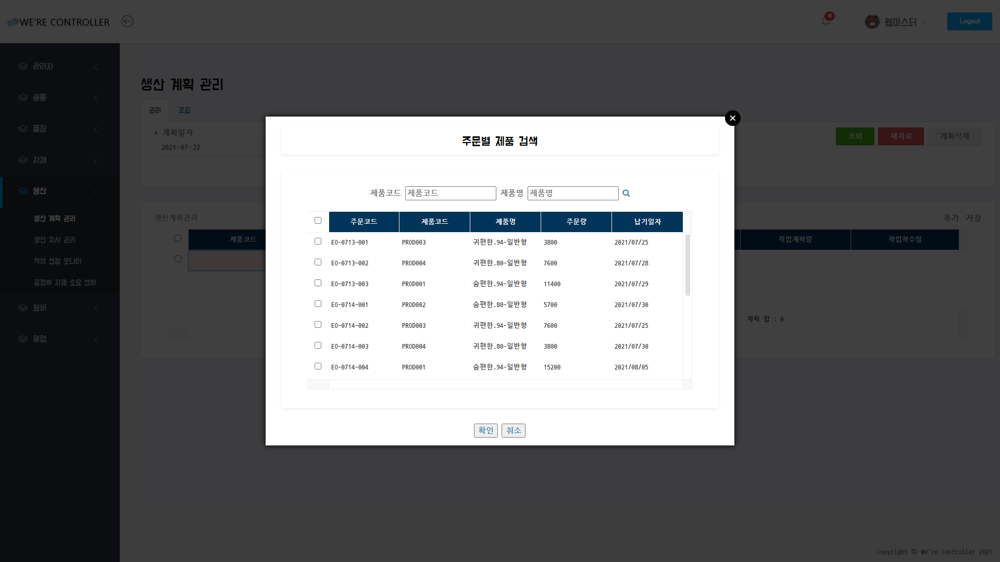 WE'RE CONTROLLER
9
웹마스터
Logout
관리자
공통
품질
자재
생산
생산 계획 관리
생산 지시 관리
작업 현장 모니터
공정별 자재 소요 현황
설비
영업
생산 계획 관리
관리 조회
* 계획일자
2021-07-22
조회 새자료 계획삭제
생산계획관리
추가 저장
제품코드 작업계획량 작업착수일
계획 합 : 0
주문별 제품 검색
제품코드 제품코드 제품명 제품명
주문코드 제품코드 제품명 주문량 납기일자
EO-0713-001 PROD003 귀편한.94-일반형 3800 2021/07/25
EO-0713-002 PROD004 귀편한.80-일반형 7600 2021/07/28
EO-0713-003 PROD001 숨편한.94-일반형 11400 2021/07/29
EO-0714-001 PROD002 숨편한.80-일반형 5700 2021/07/30
EO-0714-002 PROD003 귀편한.94-일반형 7600 2021/07/25
EO-0714-003 PROD004 귀편한.80-일반형 3800 2021/07/30
EO-0714-004 PROD001 숨편한.94-일반형 15200 2021/08/05
확인 취소
Copyright © We're Controller 2021